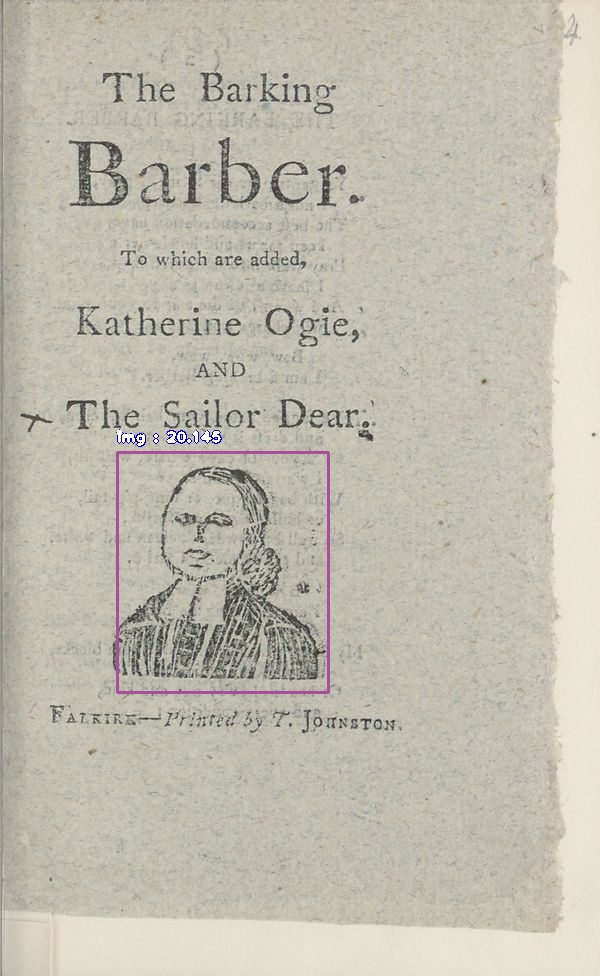 4
The Barking
Barber.
To which are added,
Katherine Ogie,
AND
The Sailor Dear.
img : 20.145
FALKIRK—Printed by T. JOHNSTON.